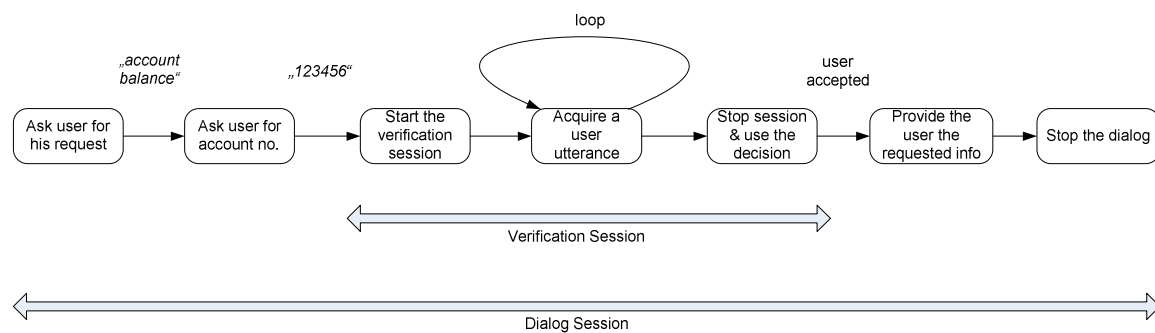 loop
„account
balance“
„123456“
user
accepted
Ask user for
his request
Ask user for
account no.
Start the
verification
session
Acquire a
user
utterance
Stop session
& use the
decision
Provide the
user the
requested info
Stop the dialog
Verification Session
Dialog Session